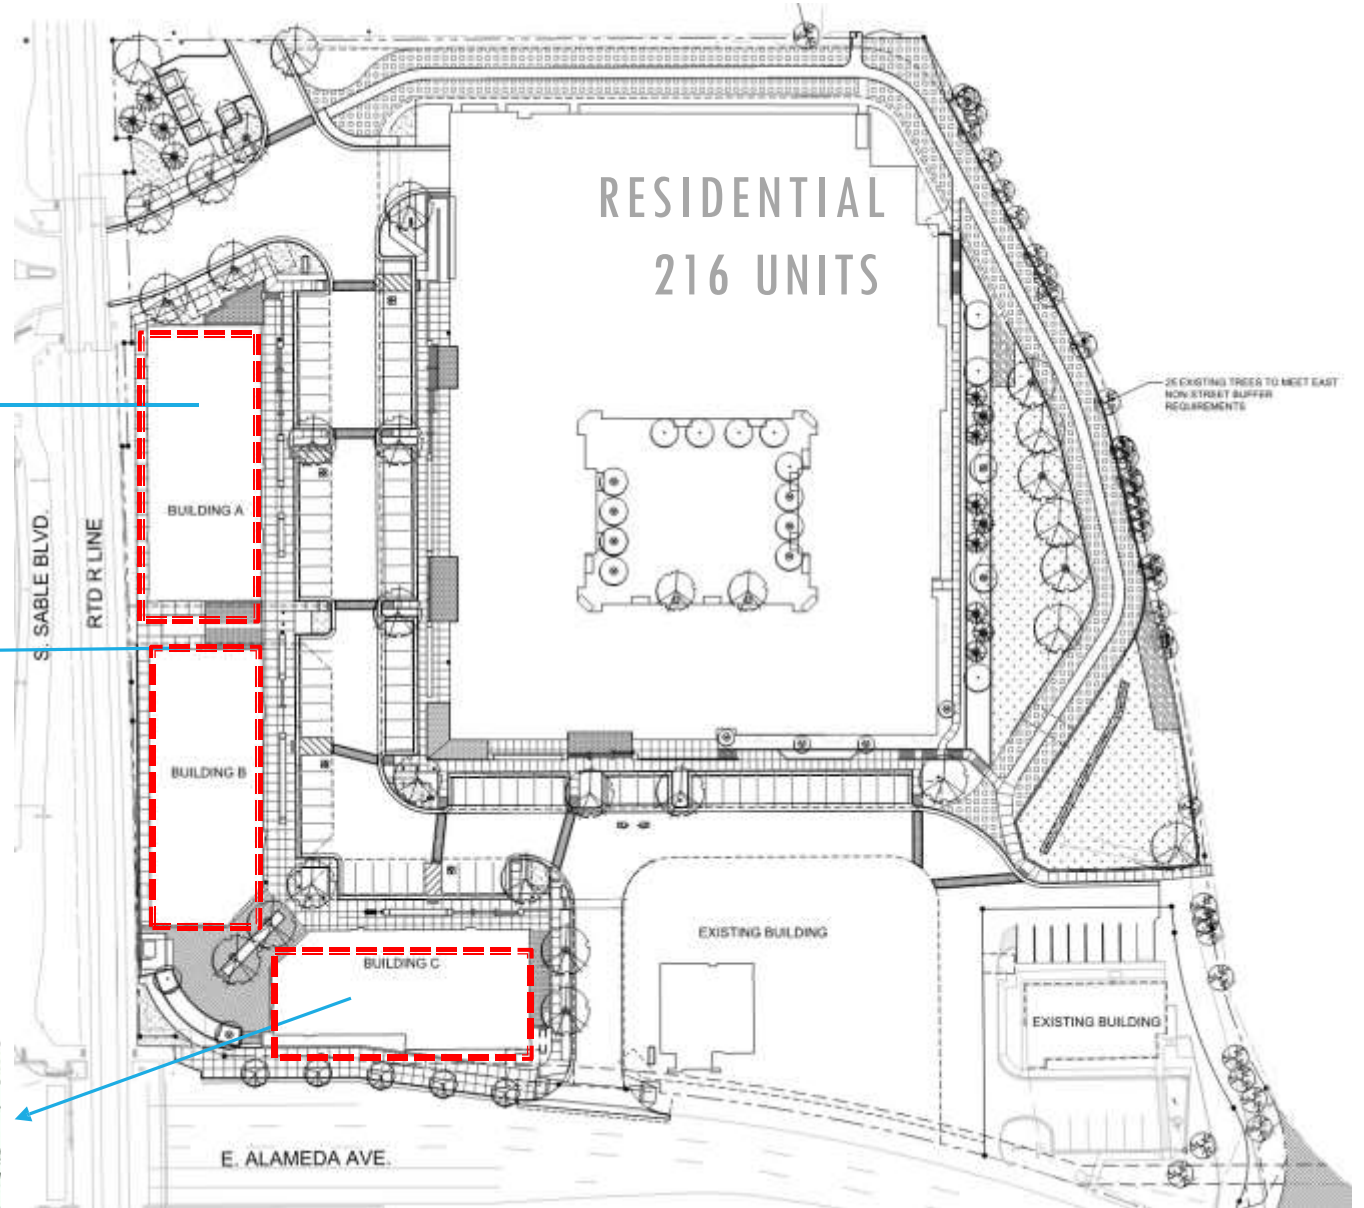 RESIDENTIAL
216 UNITS
25 EXISTING TREES TO MEET EAST
NON STREET BUFFER
REQUIREMENTS
BUILDING A
S. SABLE BLVD.
RTD R LINE
BUILDING B
EXISTING BUILDING
BUILDING C
EXISTING BUILDING
E. ALAMEDA AVE.